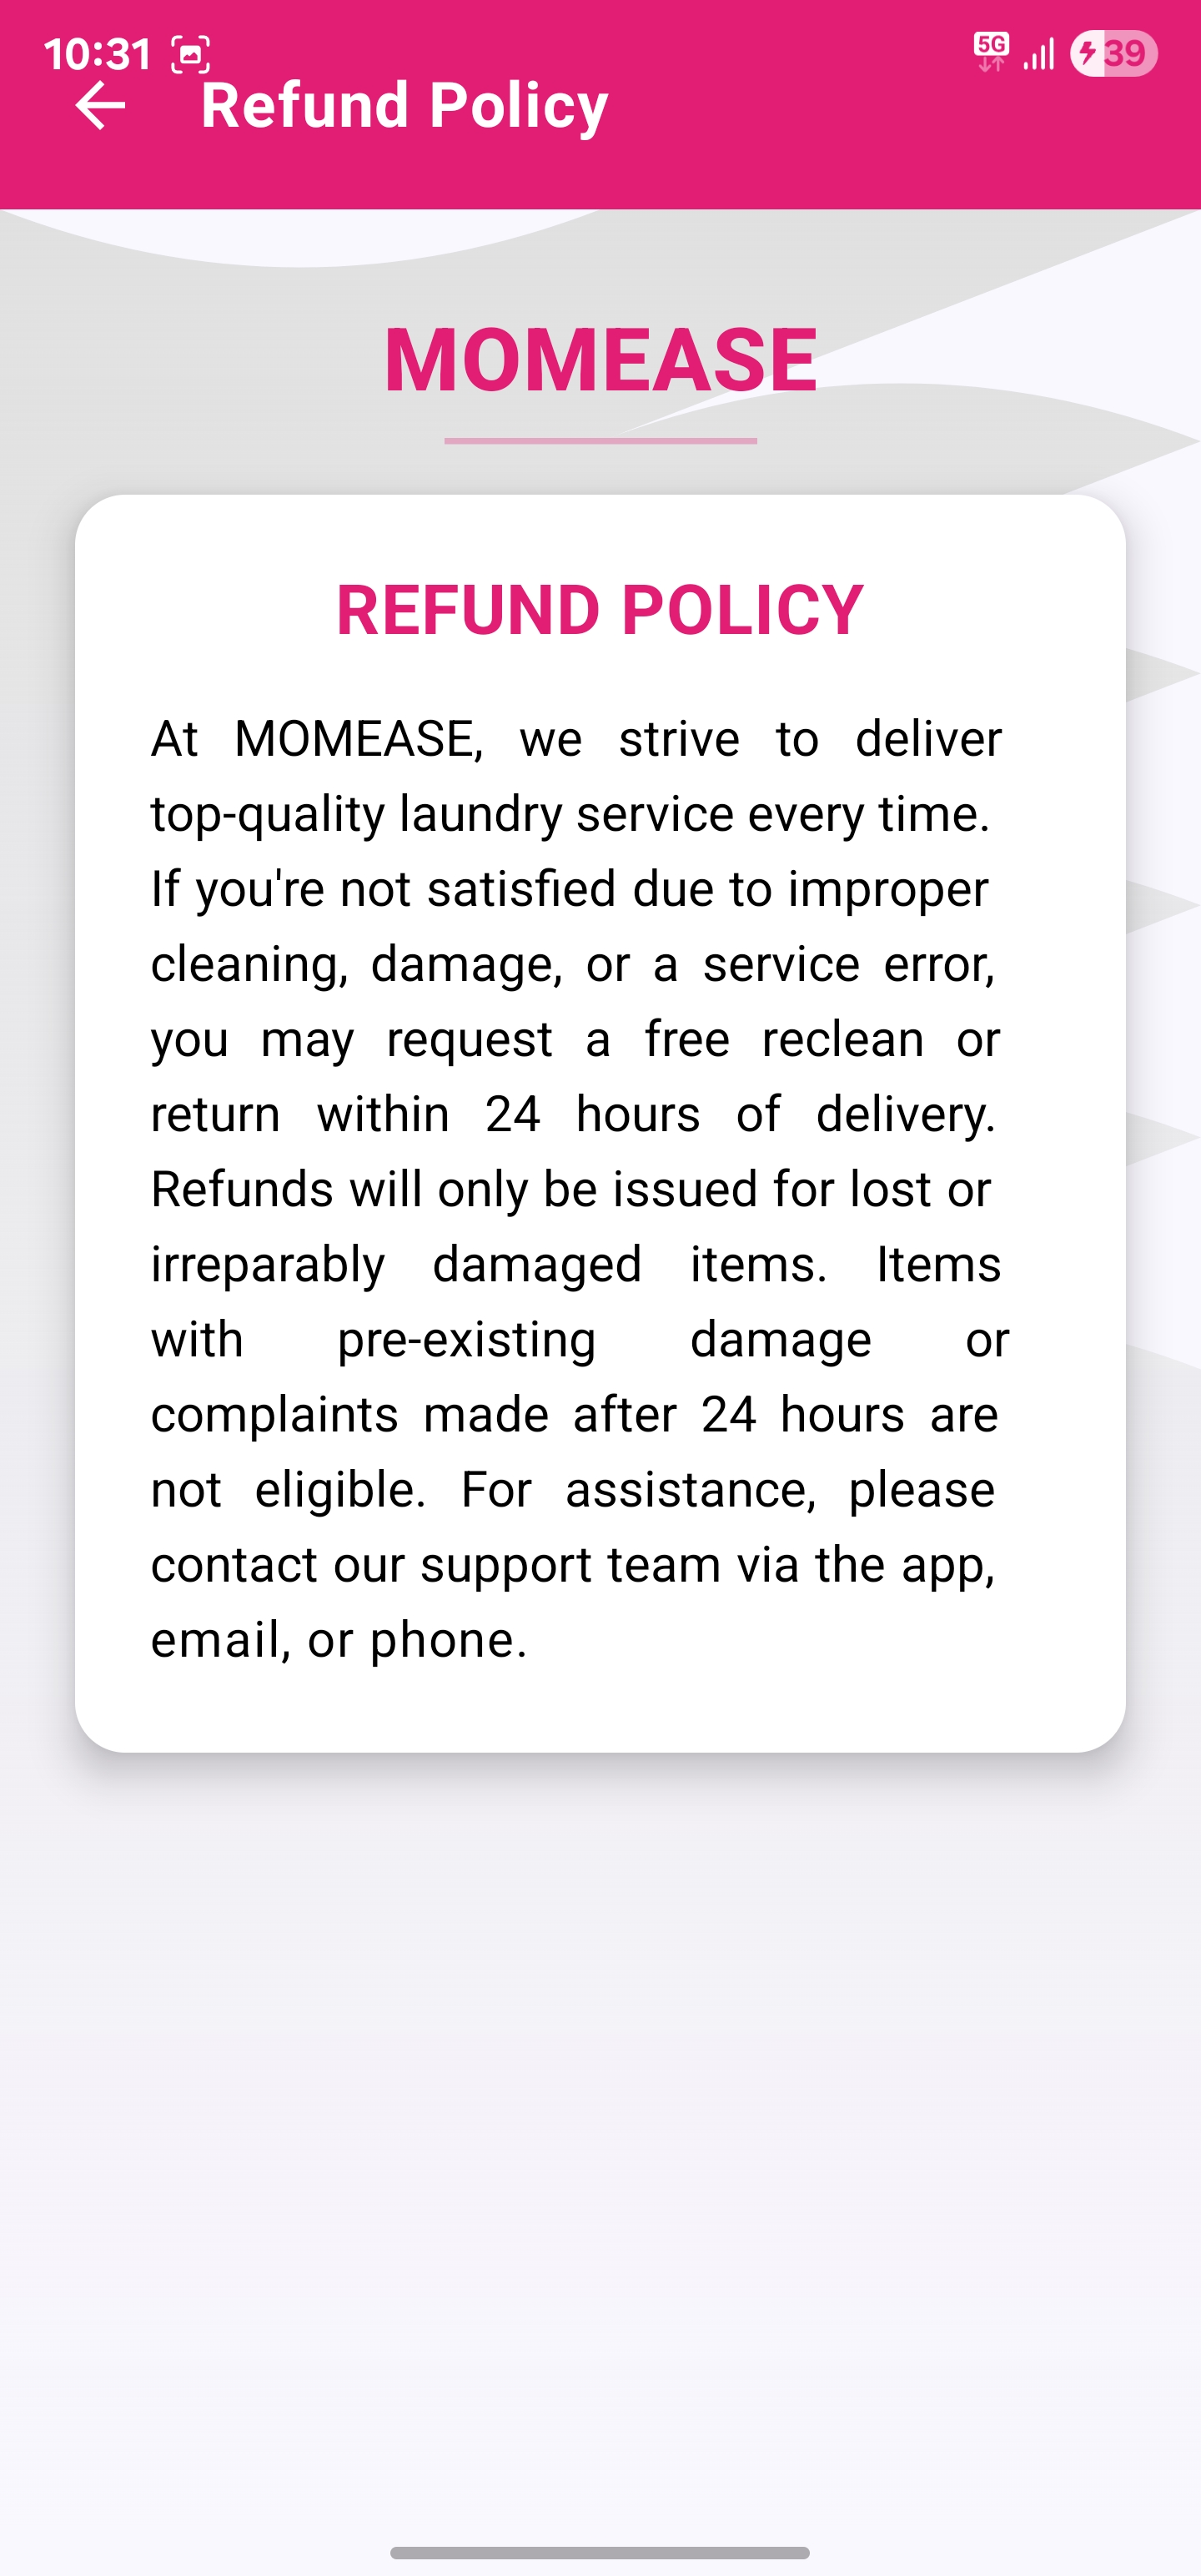 10:31
5G
39
Refund Policy
MOMEASE
REFUND POLICY
At MOMEASE, we strive to deliver
top-quality laundry service every time.
If you're not satisfied due to improper
cleaning, damage, or a service error,
you may request a free reclean or
return within 24 hours of delivery.
Refunds will only be issued for lost or
irreparably damaged items. Items
with pre-existing damage or
complaints made after 24 hours are
not eligible. For assistance, please
contact our support team via the app,
email, or phone.